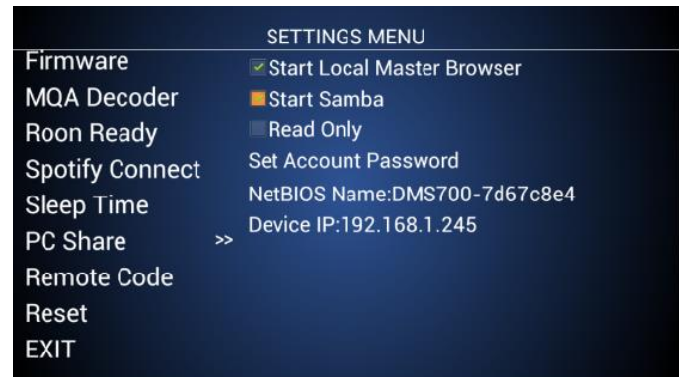 SETTINGS MENU
Firmware
MQA Decoder
Roon Ready
Spotify Connect
Sleep Time
PC Share >>
Remote Code
Reset
EXIT
Start Local Master Browser
Start Samba
Read Only
Set Account Password
NetBIOS Name:DMS700-7d67c8e4
Device IP:192.168.1.245